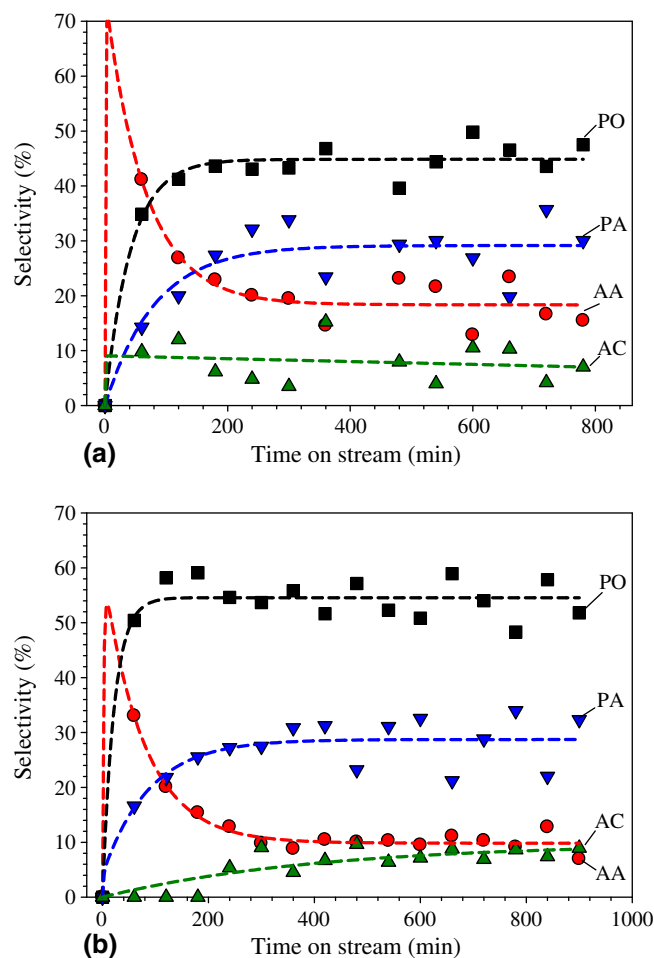 70
60
50
40
30
20
10
0
Selectivity (%)
PO
PA
AA
AC
0 200 400 600 800
Time on stream (min)
(a)
70
60
50
40
30
20
10
0
Selectivity (%)
PO
PA
AC
AA
0 200 400 600 800 1000
Time on stream (min)
(b)